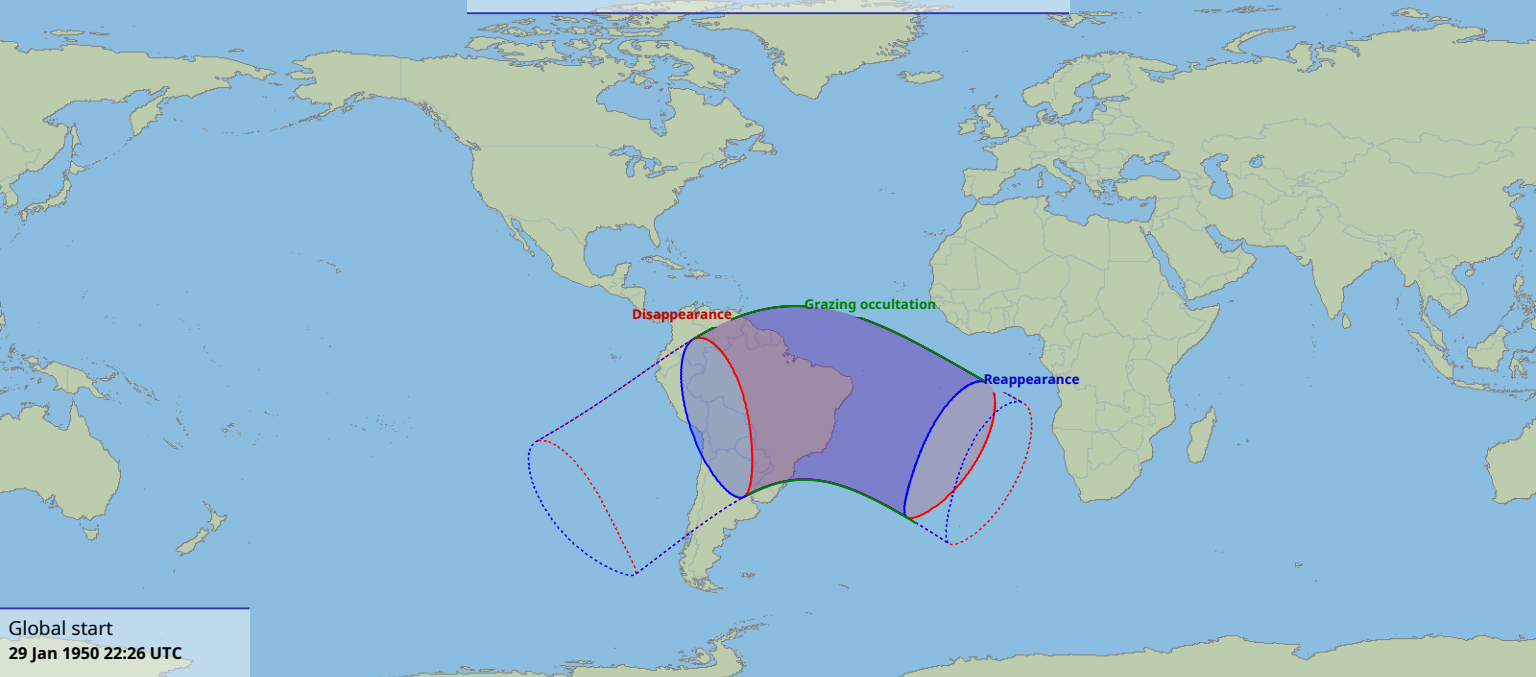 Grazing occultation
Disappearance
Reappearance
Global start
29 Jan 1950 22:26 UTC